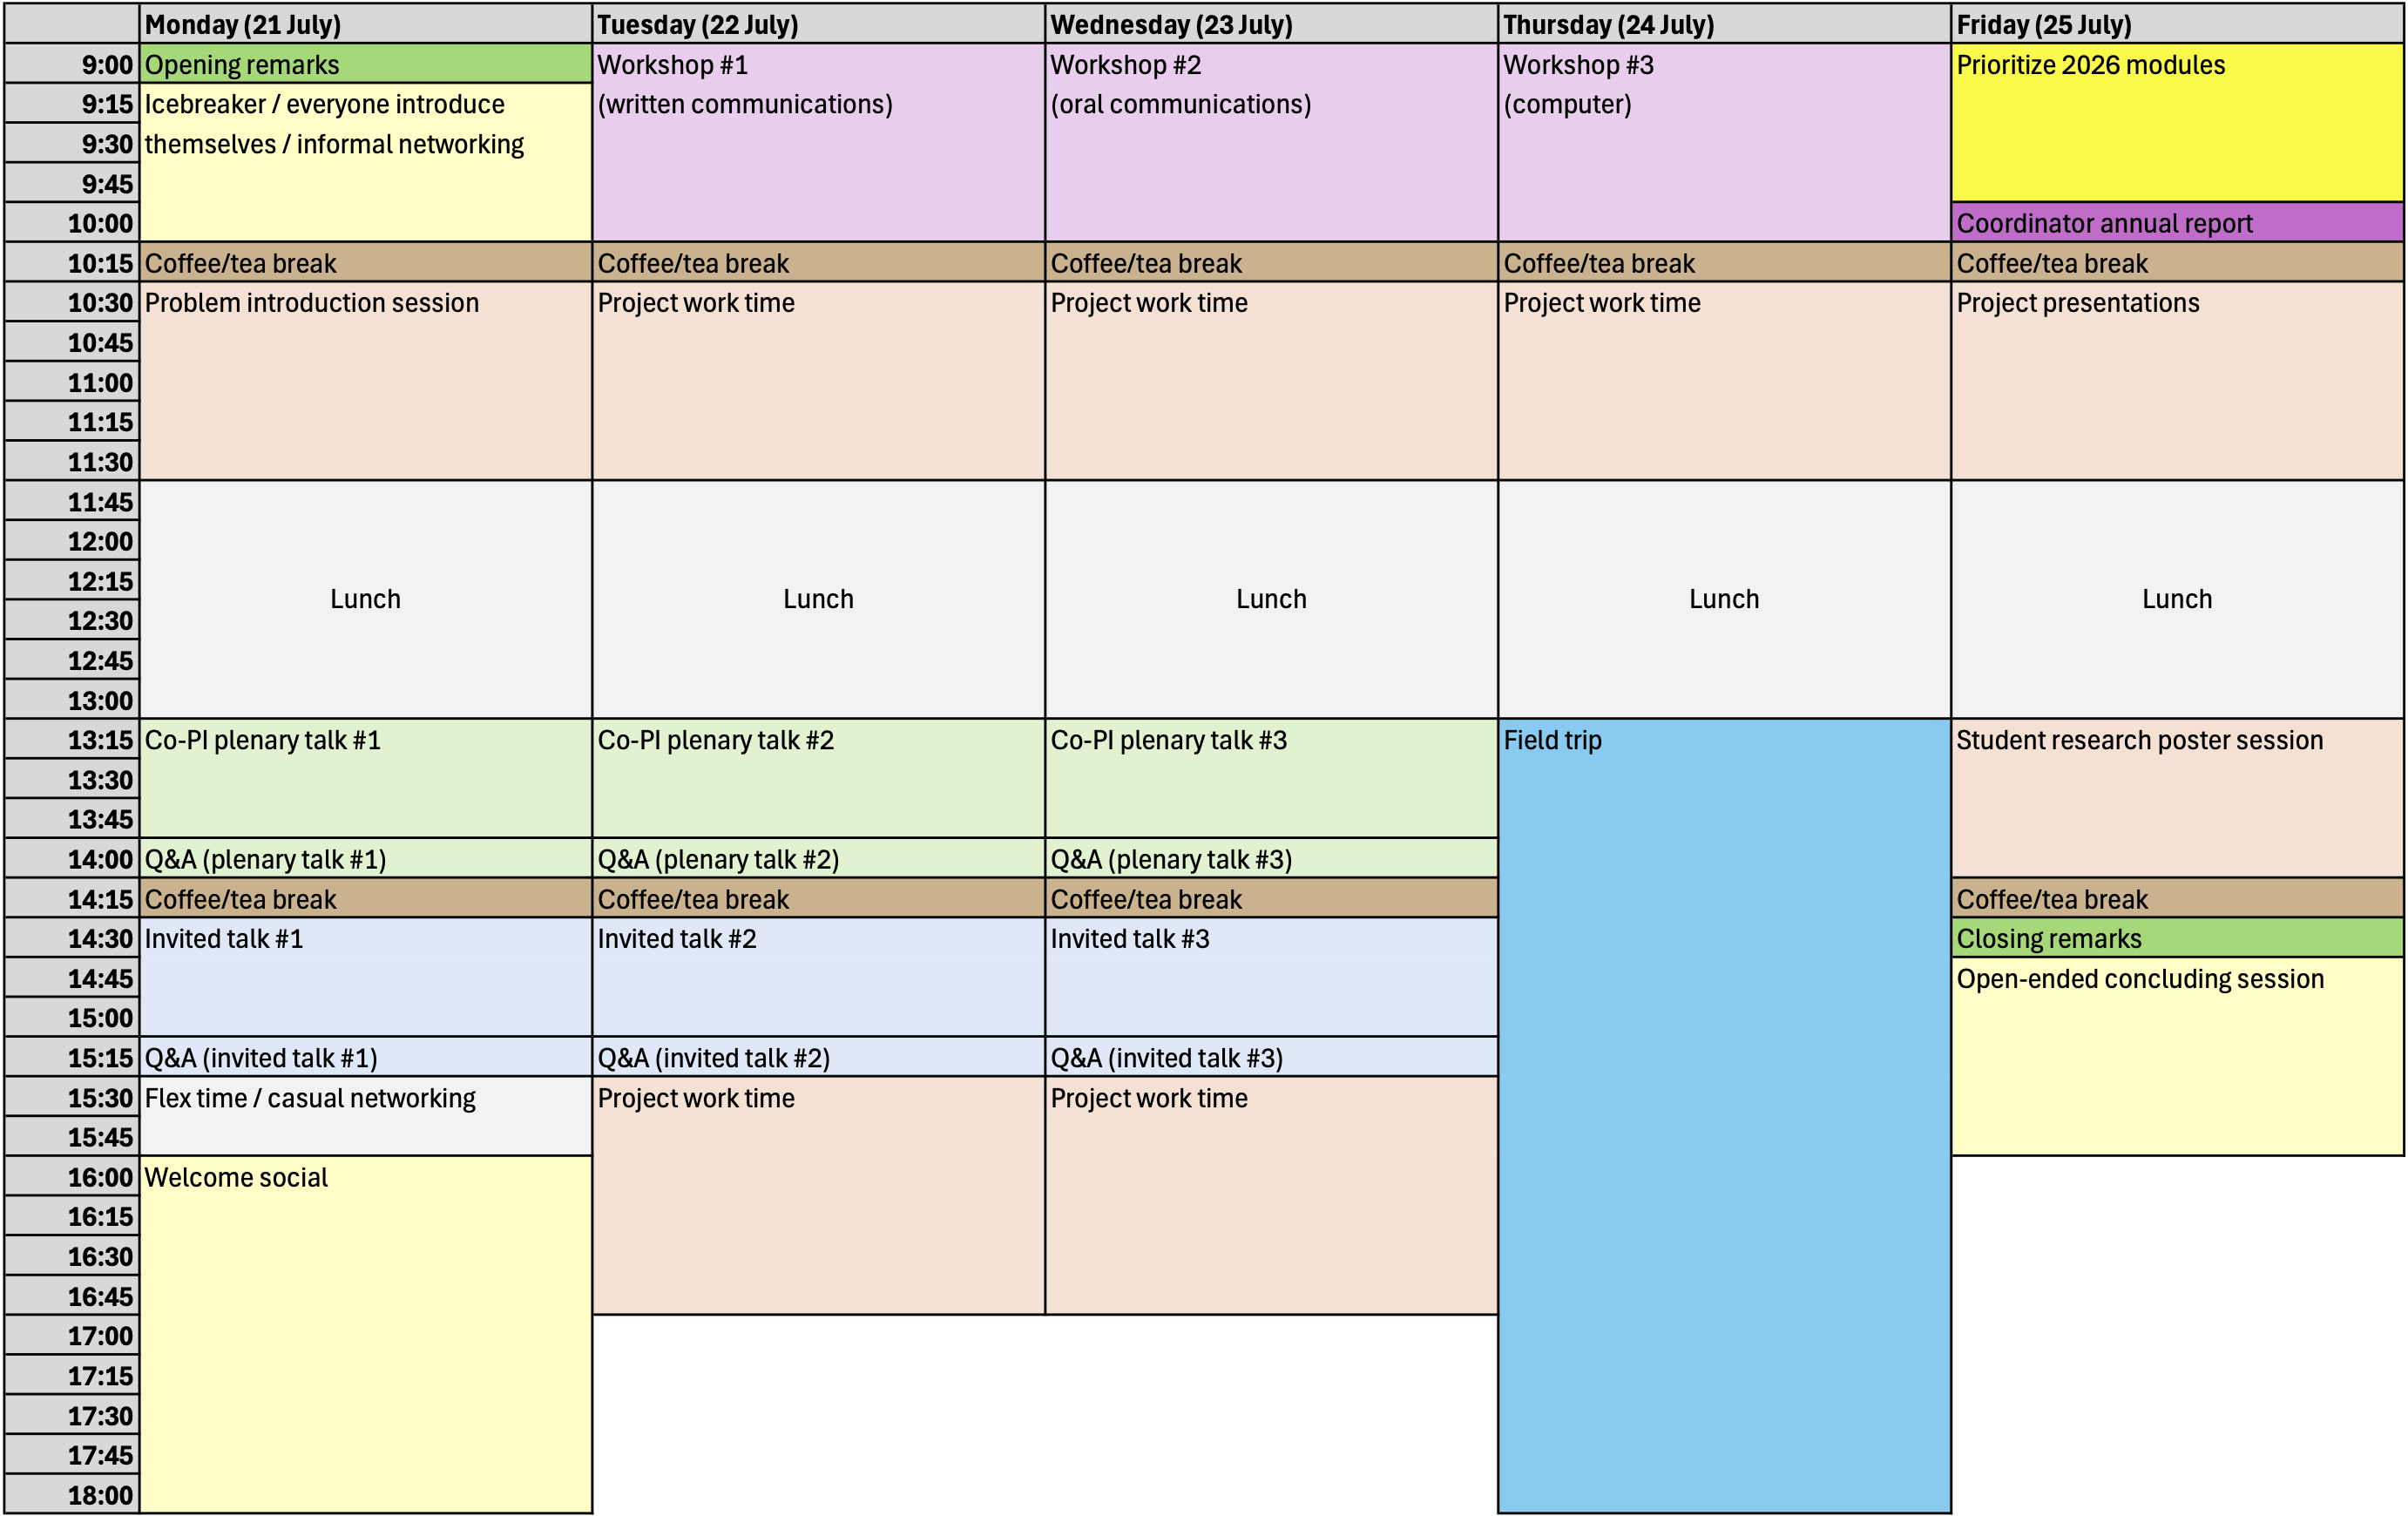 Monday (21 July) Tuesday (22 July) Wednesday (23 July) Thursday (24 July) Friday (25 July)
9:00 Opening remarks Workshop #1 Workshop #2 Workshop #3 Prioritize 2026 modules
9:15 Icebreaker / everyone introduce (written communications) (oral communications) (computer)
9:30 themselves / informal networking
9:45
10:00 Coordinator annual report
10:15 Coffee/tea break Coffee/tea break Coffee/tea break Coffee/tea break Coffee/tea break
10:30 Problem introduction session Project work time Project work time Project work time Project presentations
10:45
11:00
11:15
11:30
11:45
12:00
12:15
Lunch Lunch Lunch Lunch Lunch
12:30
12:45
13:00
13:15 Co-PI plenary talk #1 Co-PI plenary talk #2 Co-PI plenary talk #3 Field trip Student research poster session
13:30
13:45
14:00 Q&A (plenary talk #1) Q&A (plenary talk #2) Q&A (plenary talk #3)
14:15 Coffee/tea break Coffee/tea break Coffee/tea break Coffee/tea break
14:30 Invited talk #1 Invited talk #2 Invited talk #3 Closing remarks
14:45 Open-ended concluding session
15:00
15:15 Q&A (invited talk #1) Q&A (invited talk #2) Q&A (invited talk #3)
15:30 Flex time / casual networking Project work time Project work time
15:45
16:00 Welcome social
16:15
16:30
16:45
17:00
17:15
17:30
17:45
18:00